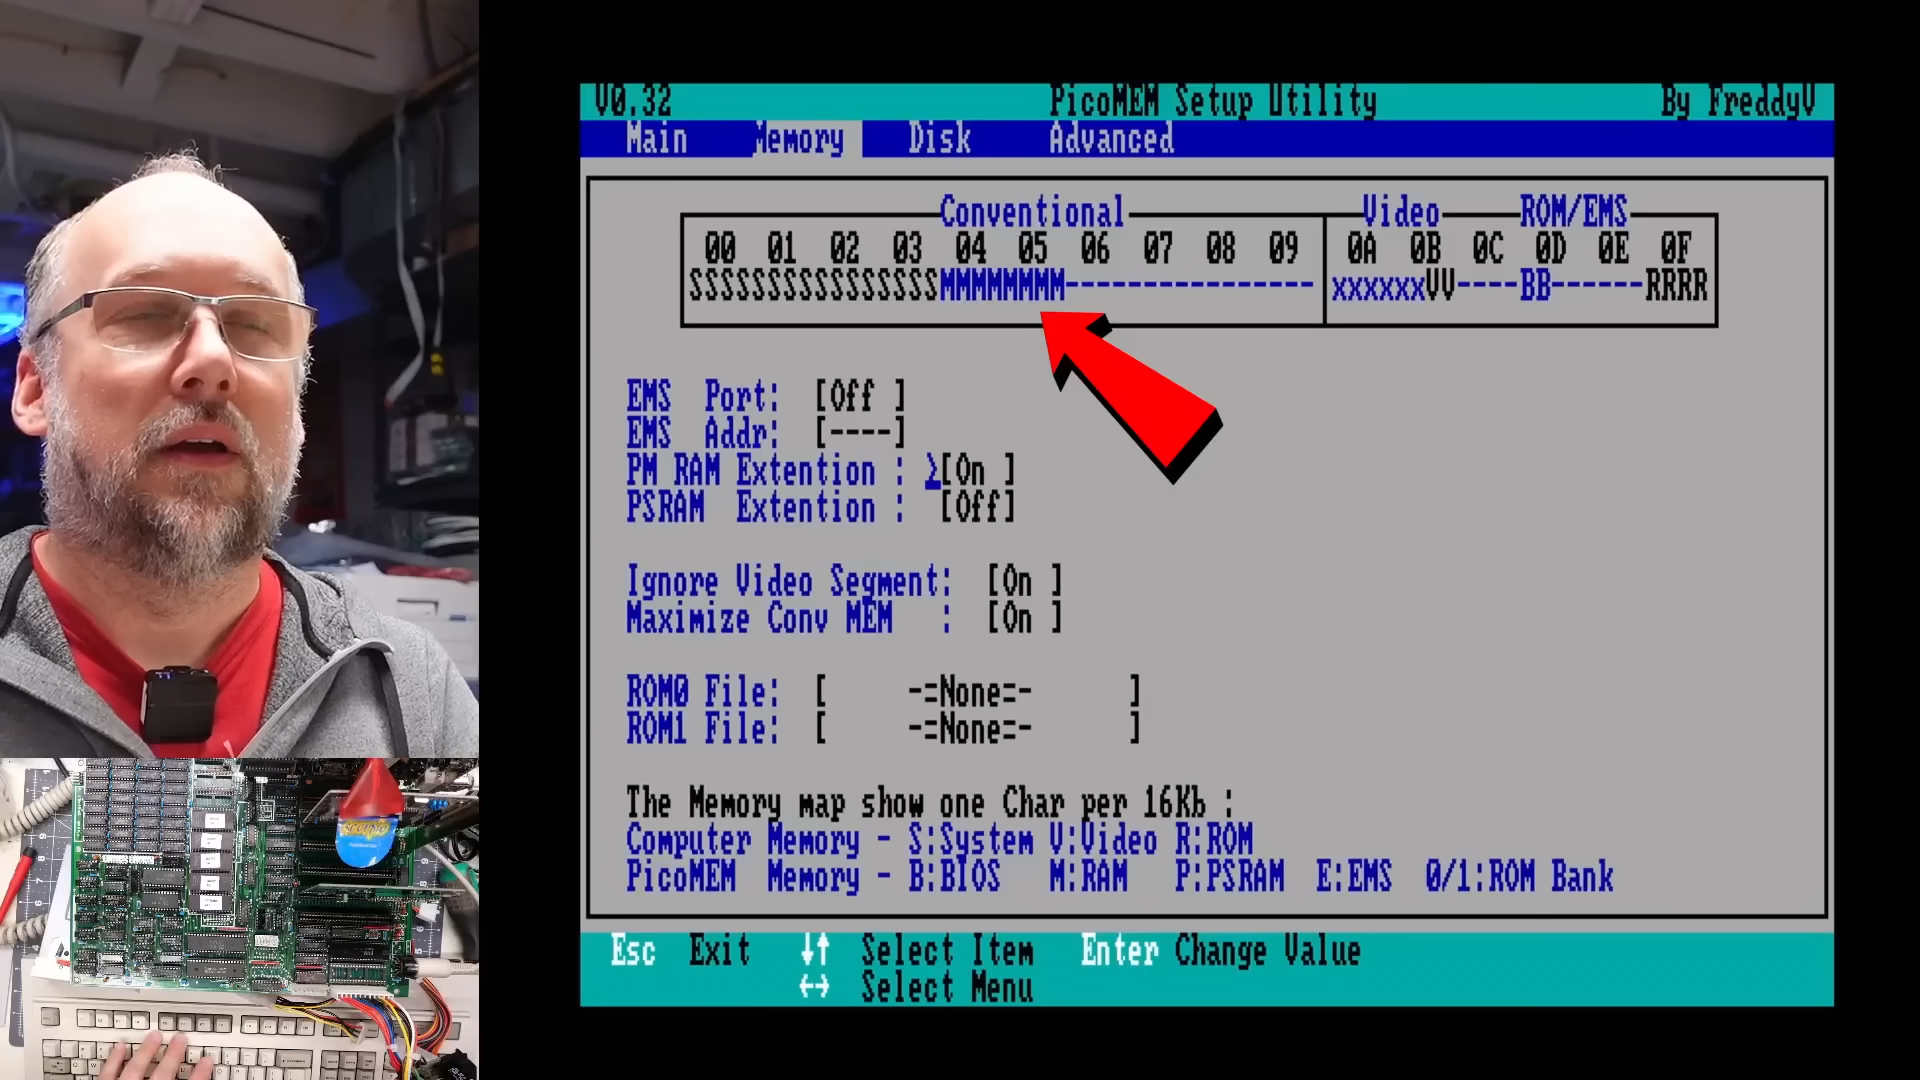 V0.32 PicoMEM Setup Utility By FreddyV
Main Memory Disk Advanced
Conventional Video ROM/EMS
00 01 02 03 04 05 06 07 08 09 0A 0B 0C 0D 0E 0F
SSSSSSSSSSSSSSSSMMMMMMMM---------------- xxxxxxVV----BB------RRRR
EMS Port: [Off ]
EMS Addr: [----]
PM RAM Extention : >[On ]
PSRAM Extention : [Off]
Ignore Video Segment: [On ]
Maximize Conv MEM : [On ]
ROM0 File: [ -=None=- ]
ROM1 File: [ -=None=- ]
The Memory map show one Char per 16Kb :
Computer Memory - S:System V:Video R:ROM
PicoMEM Memory - B:BIOS M:RAM P:PSRAM E:EMS 0/1:ROM Bank
Esc Exit ↓↑ Select Item Enter Change Value
↔ Select Menu